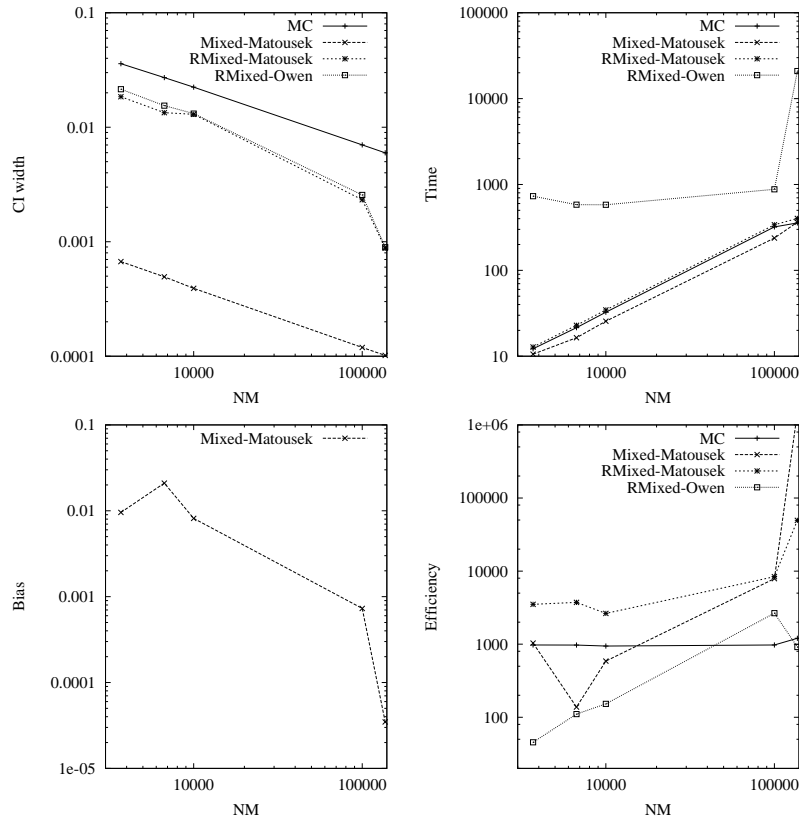 0.1
0.01
0.001
0.0001
10000
100000
CI width
NM
MC
Mixed-Matousek
RMixed-Matousek
RMixed-Owen
100000
10000
1000
100
10
10000
100000
Time
NM
MC
Mixed-Matousek
RMixed-Matousek
RMixed-Owen
0.1
0.01
0.001
0.0001
1e-05
10000
100000
Bias
NM
Mixed-Matousek
1e+06
100000
10000
1000
100
10000
100000
Efficiency
NM
MC
Mixed-Matousek
RMixed-Matousek
RMixed-Owen